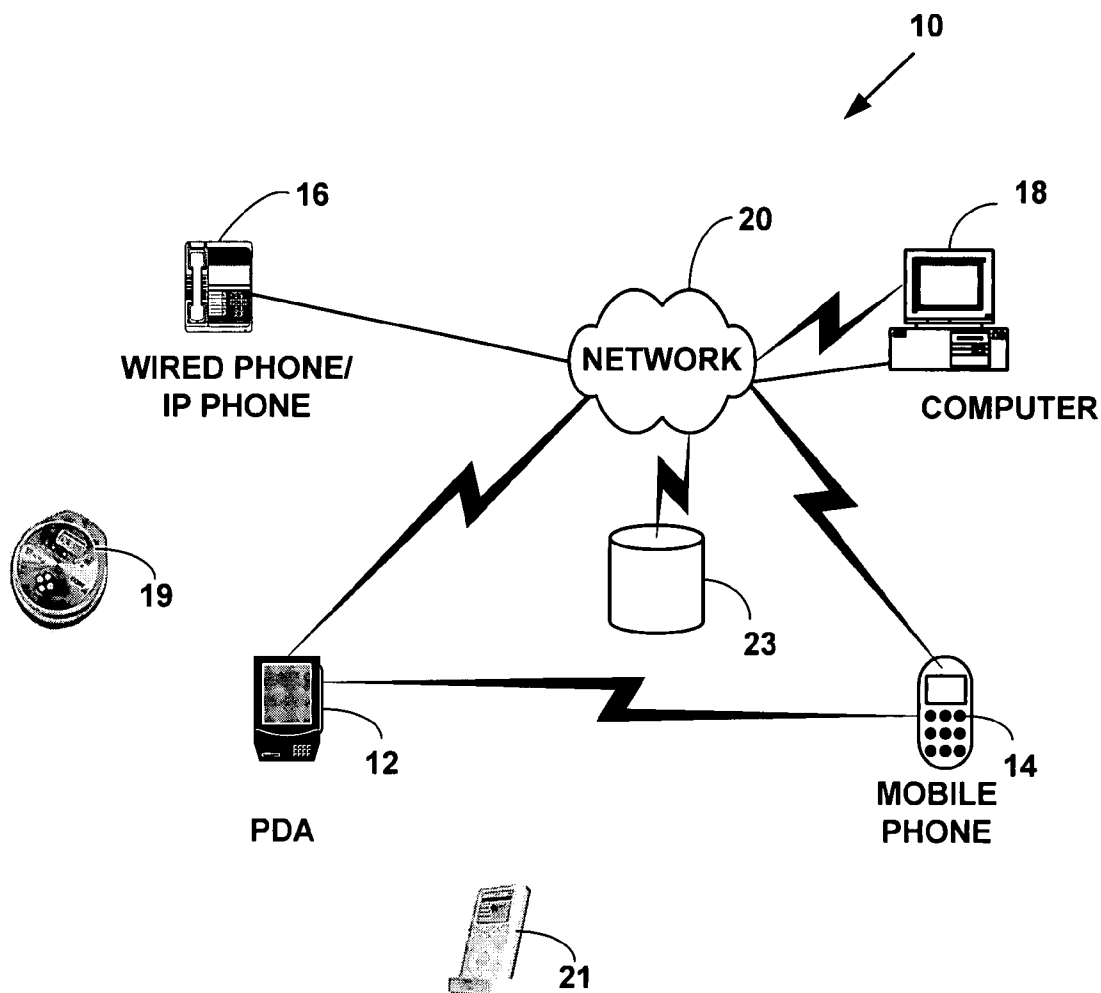 10
16
20
18
WIRED PHONE/
IP PHONE
NETWORK
COMPUTER
19
23
12
14
PDA
MOBILE
PHONE
21